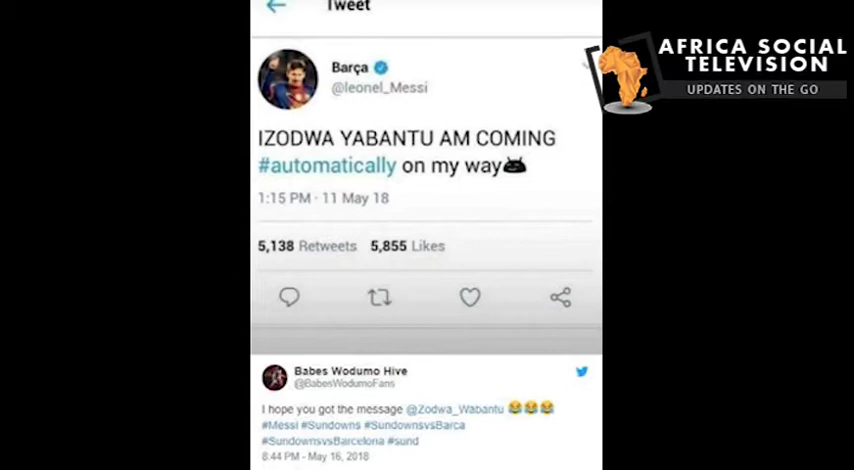 Tweet
AFRICA SOCIAL
TELEVISION
UPDATES ON THE GO
Barça
@leonel_Messi
IZODWA YABANTU AM COMING
#automatically on my way
1:15 PM · 11 May 18
5,138 Retweets 5,855 Likes
Babes Wodumo Hive
@BabesWodumoFans
I hope you got the message @Zodwa_Wabantu 😂😂😂
#Messi #Sundowns #SundownsvsBarca
#SundownsvsBarcelona #sund
8:44 PM - May 16, 2018